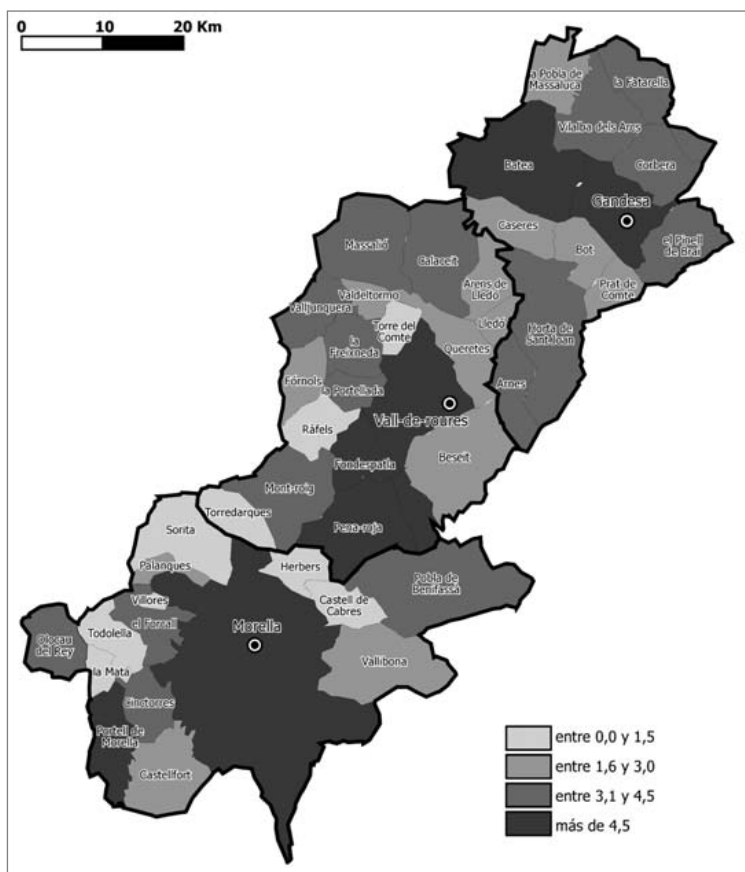 0 10 20 Km
a Pobla de
Massaluca
la Fatarella
Vilalba dels Arcs
Batea
Corbera
Gandesa
Caseres
el Pinell
de Brai
Bot
Massalió
Calaceit
Arens de
Lledó
Prat de
Comte
Valdeltormo
Valljunquera
Torre del
Comte
Lledó
Horta de
Sant Joan
la
Freixneda
Queretes
Fórnols
la Portellada
Arnes
Vall-de-roures
Ràfels
Beseit
Fondespatla
Mont-roig
Torredarques
Pena-roja
Sorita
Palangues
Herbers
Pobla de
Benifassà
Castell de
Cabres
Villores
el Forcall
Todolella
Morella
Olocau
del Rey
la Mata
Vallibona
Cinctorres
Portell de
Morella
Castellfort
entre 0,0 y 1,5
entre 1,6 y 3,0
entre 3,1 y 4,5
más de 4,5